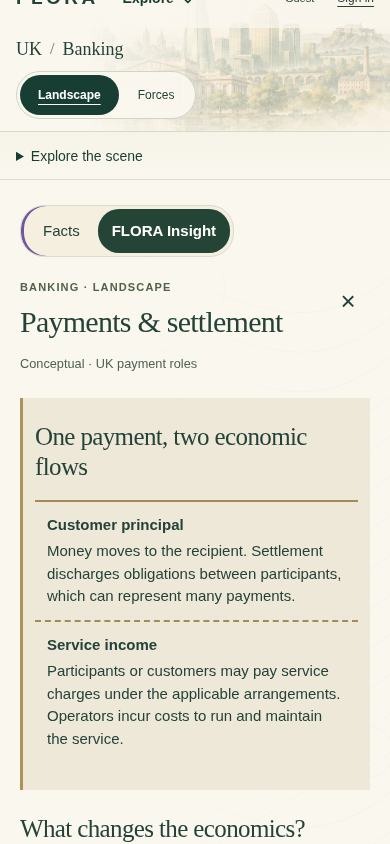 FLORA Explore Guest Sign in
UK / Banking
Landscape Forces
Explore the scene
Facts FLORA Insight
BANKING · LANDSCAPE
Payments & settlement
Conceptual · UK payment roles
One payment, two economic
flows
Customer principal
Money moves to the recipient. Settlement
discharges obligations between participants,
which can represent many payments.
Service income
Participants or customers may pay service
charges under the applicable arrangements.
Operators incur costs to run and maintain
the service.
What changes the economics?